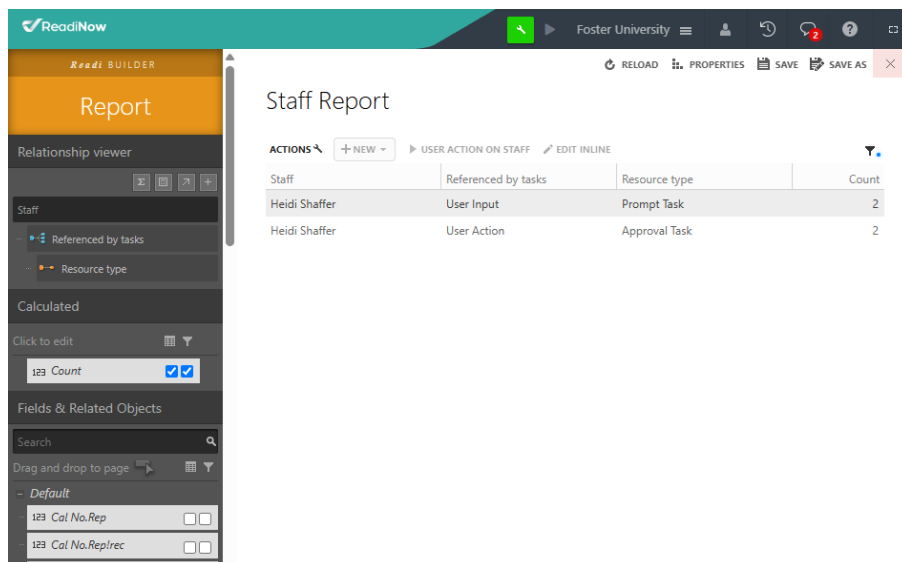 ReadiNow
Foster University
2
Readi BUILDER
Report
RELOAD PROPERTIES SAVE SAVE AS
Staff Report
Relationship viewer
Σ
Staff
Referenced by tasks
Resource type
Calculated
Click to edit
123 Count
Fields & Related Objects
Search
Drag and drop to page
Default
123 Cal No.Rep
123 Cal No.Rep!rec
ACTIONS + NEW USER ACTION ON STAFF EDIT INLINE
Staff Referenced by tasks Resource type Count
Heidi Shaffer User Input Prompt Task 2
Heidi Shaffer User Action Approval Task 2